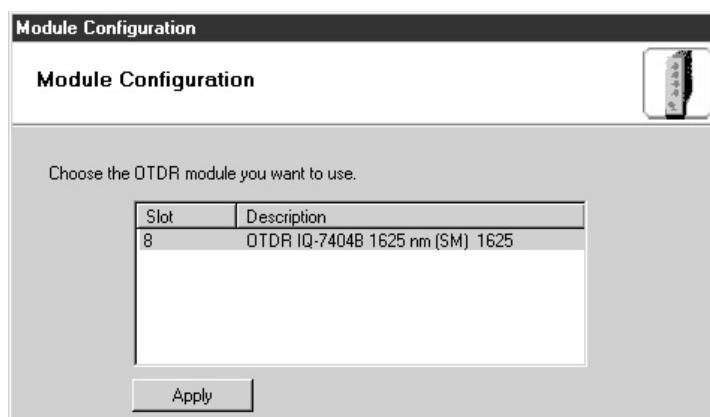 Module Configuration
Module Configuration
Choose the OTDR module you want to use.
Slot Description
8 OTDR IQ-7404B 1625 nm (SM) 1625
Apply